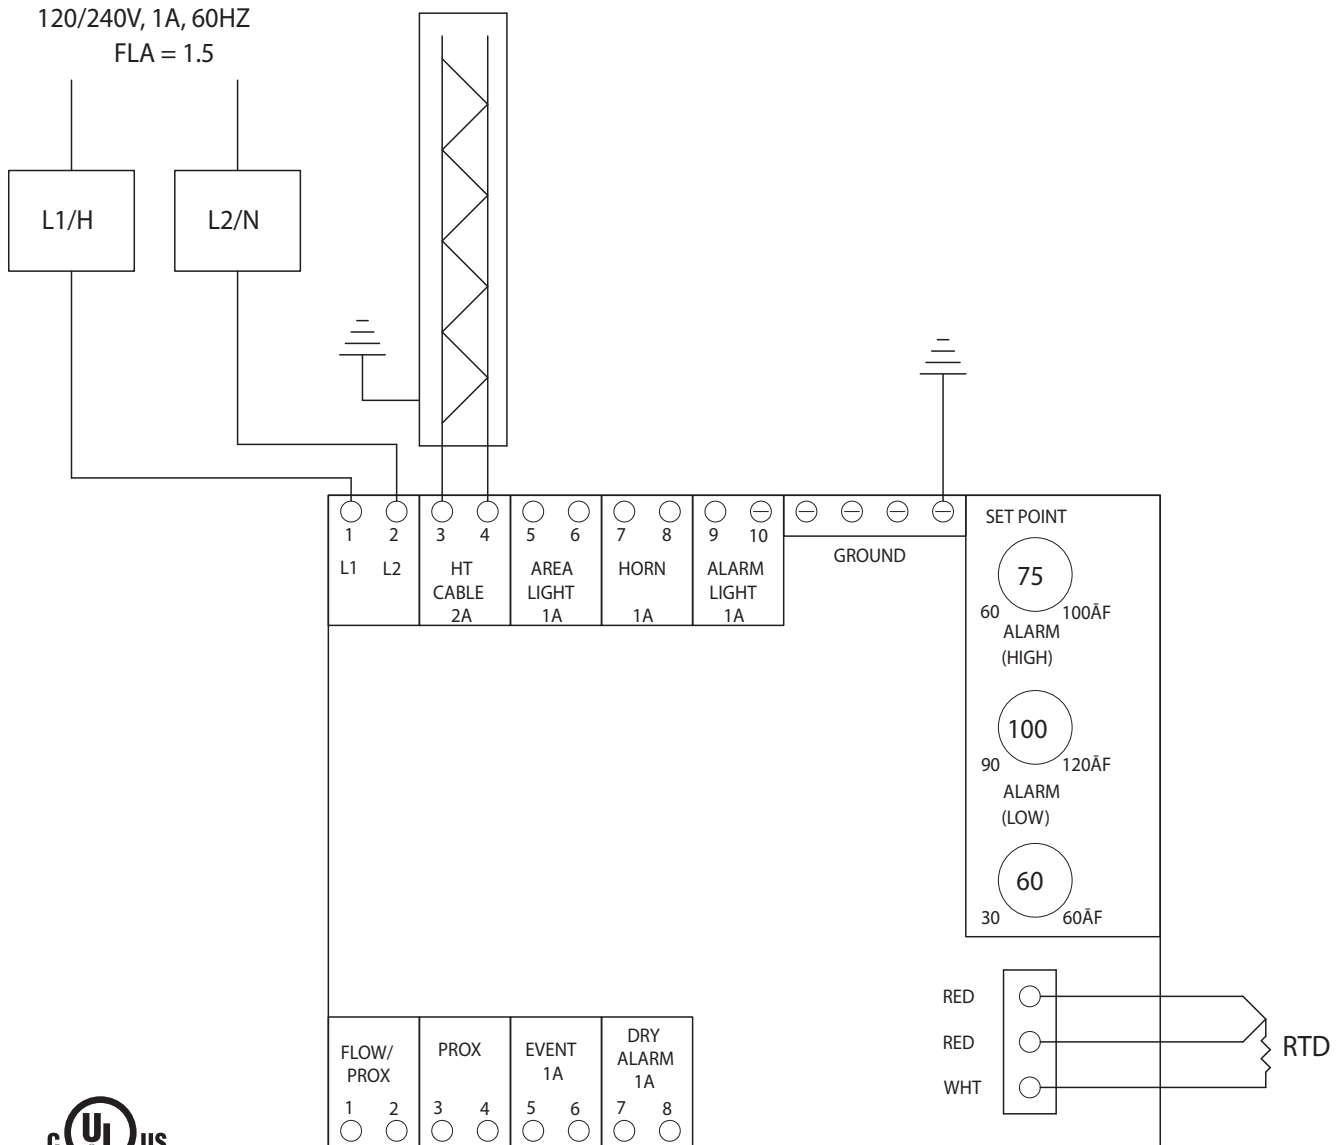 120/240V, 1A, 60HZ
FLA = 1.5
L1/H
L2/N
1 2 3 4 5 6 7 8 9 10
L1 L2
HT
CABLE
2A
AREA
LIGHT
1A
HORN
1A
ALARM
LIGHT
1A
GROUND
SET POINT
75
60 100ĀF
ALARM
(HIGH)
100
90 120ĀF
ALARM
(LOW)
60
30 60ĀF
RED
RED
WHT
RTD
FLOW/
PROX
PROX
EVENT
1A
DRY
ALARM
1A
1 2 3 4 5 6 7 8
C UL US